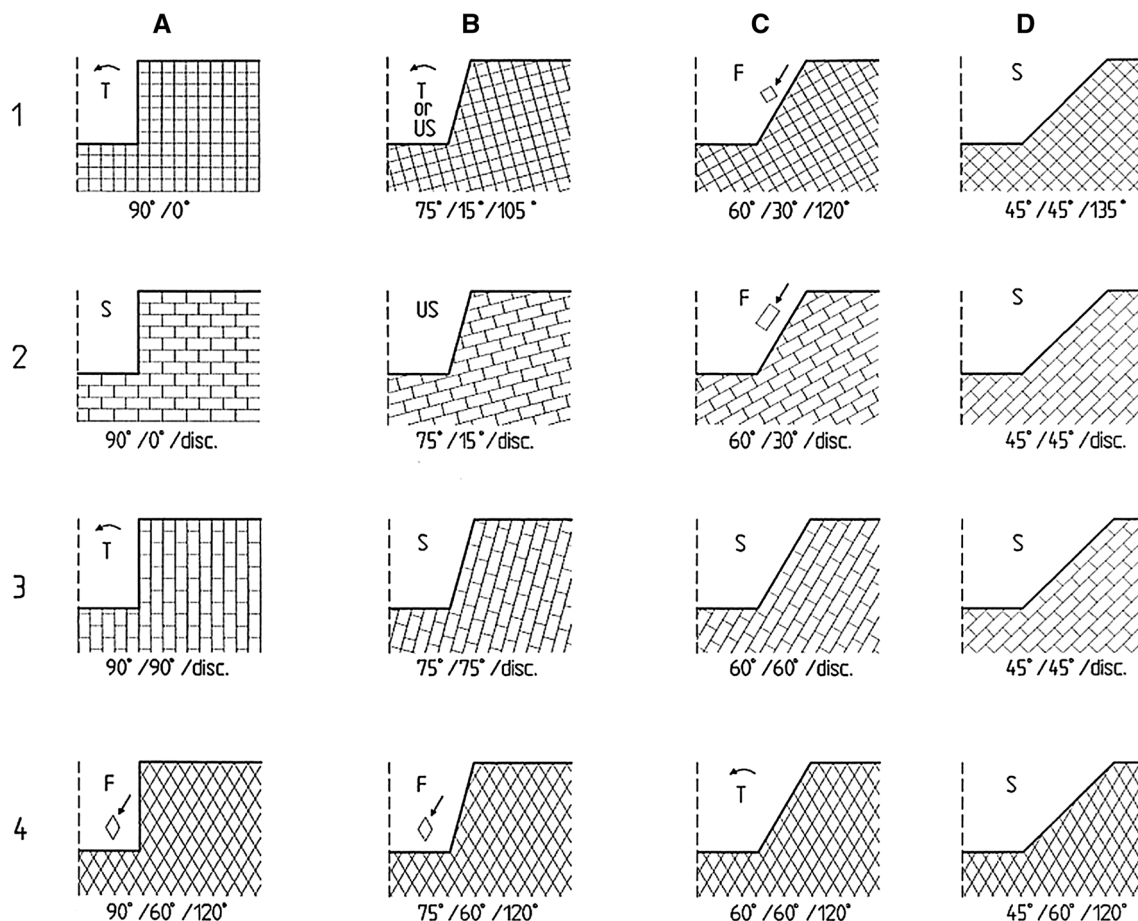 A B C D
1
T
T
or
US
F
S
90°/0° 75°/15°/105° 60°/30°/120° 45°/45°/135°
2
S US F S
90°/0°/disc. 75°/15°/disc. 60°/30°/disc. 45°/45°/disc.
3
T S S S
90°/90°/disc. 75°/75°/disc. 60°/60°/disc. 45°/45°/disc.
4
F F T S
90°/60°/120° 75°/60°/120° 60°/60°/120° 45°/60°/120°